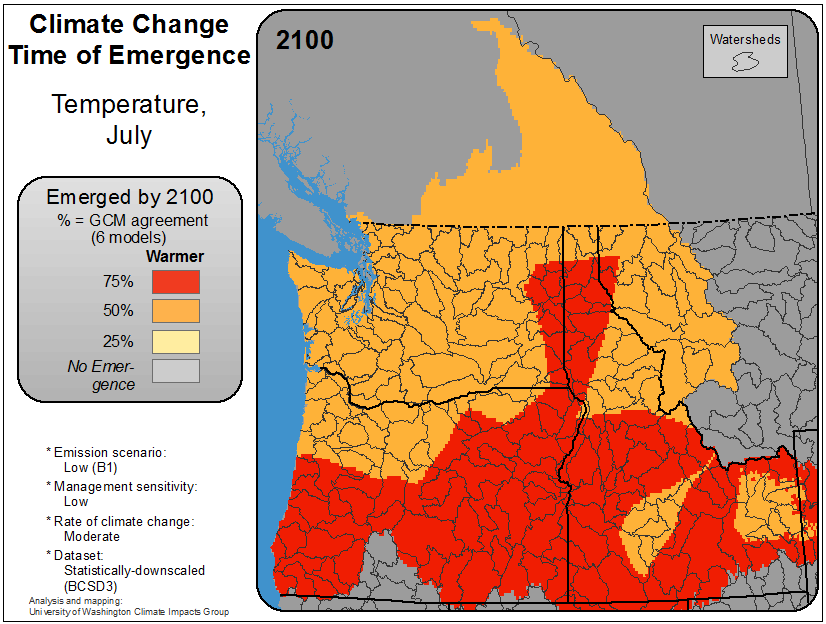 Climate Change
Time of Emergence
Temperature,
July
Emerged by 2100
% = GCM agreement
(6 models)
Warmer
75%
50%
25%
No Emer-
gence
* Emission scenario:
Low (B1)
* Management sensitivity:
Low
* Rate of climate change:
Moderate
* Dataset:
Statistically-downscaled
(BCSD3)
Analysis and mapping:
University of Washington Climate Impacts Group
2100
Watersheds